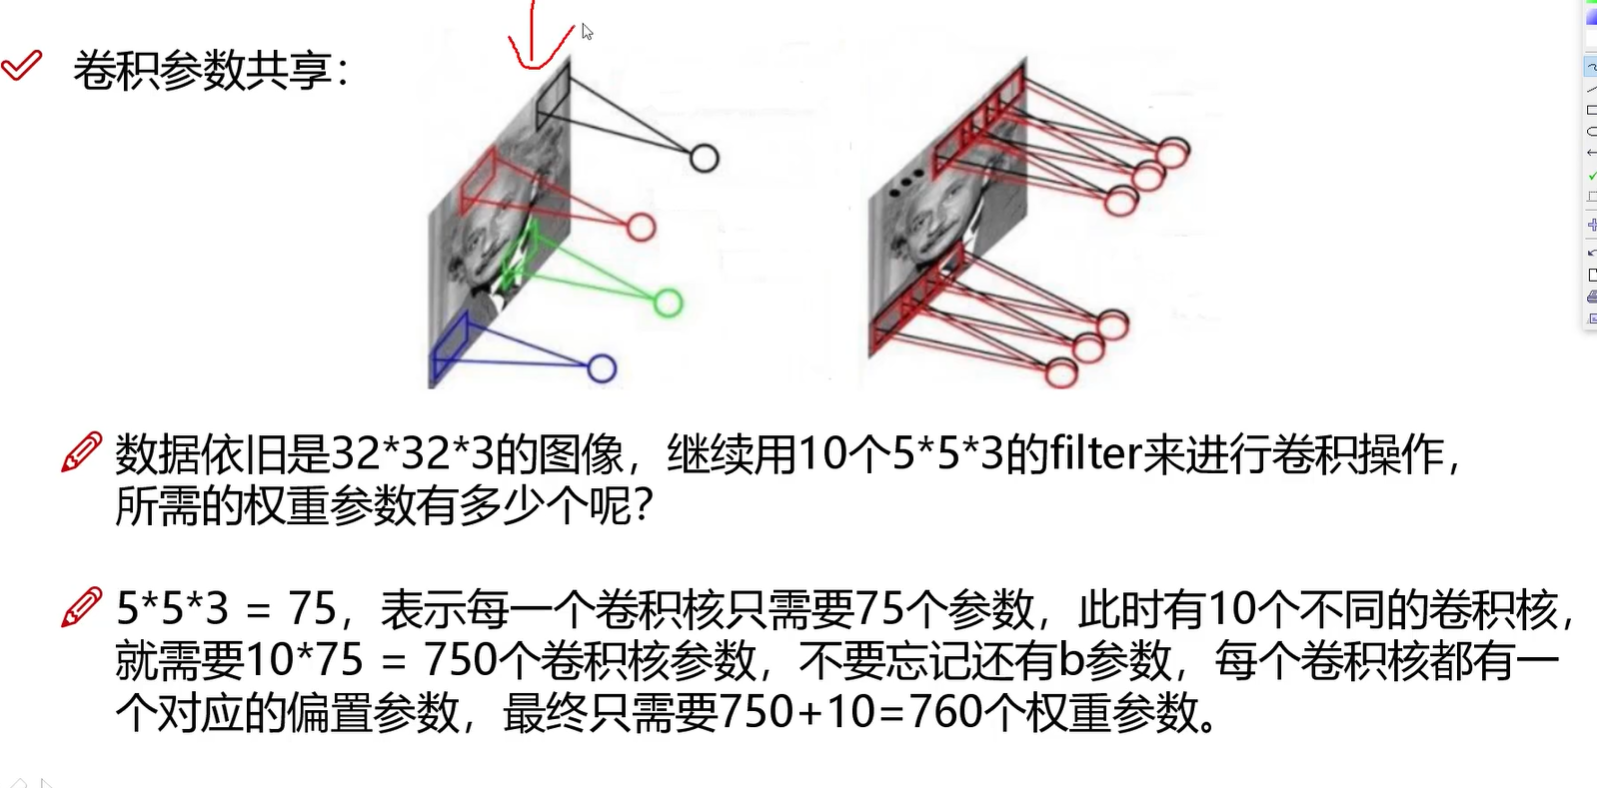 卷积参数共享：
数据依旧是32*32*3的图像，继续用10个5*5*3的filter来进行卷积操作，
所需的权重参数有多少个呢？
5*5*3 = 75，表示每一个卷积核只需要75个参数，此时有10个不同的卷积核，
就需要10*75 = 750个卷积核参数，不要忘记还有b参数，每个卷积核都有一
个对应的偏置参数，最终只需要750+10=760个权重参数。